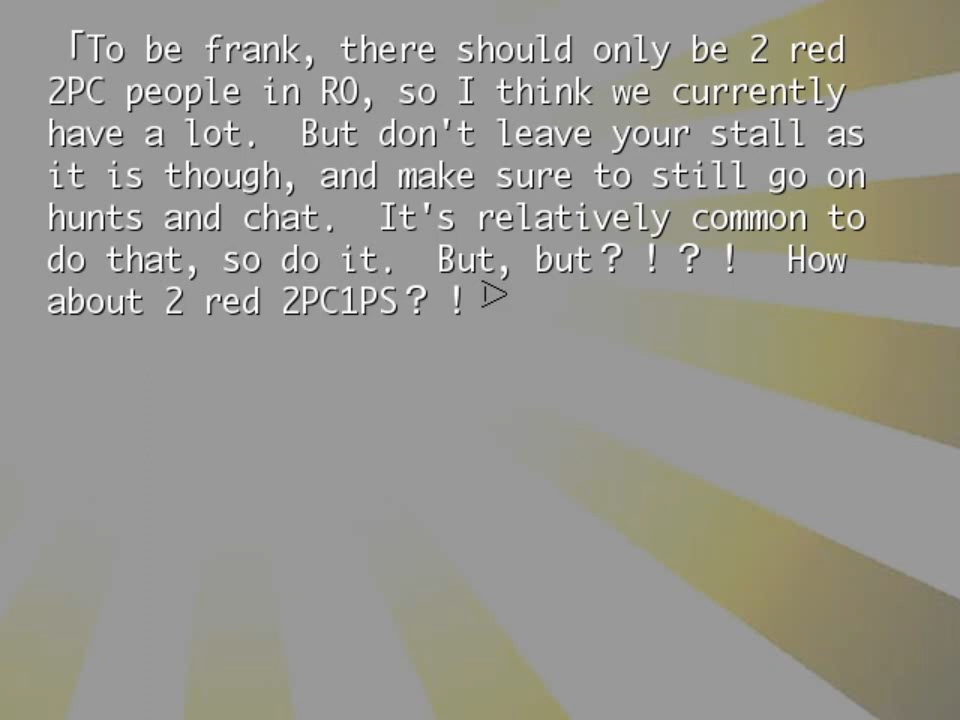 「To be frank, there should only be 2 red
2PC people in RO, so I think we currently
have a lot.  But don't leave your stall as
it is though, and make sure to still go on
hunts and chat.  It's relatively common to
do that, so do it.  But, but？！？！  How
about 2 red 2PC1PS？！